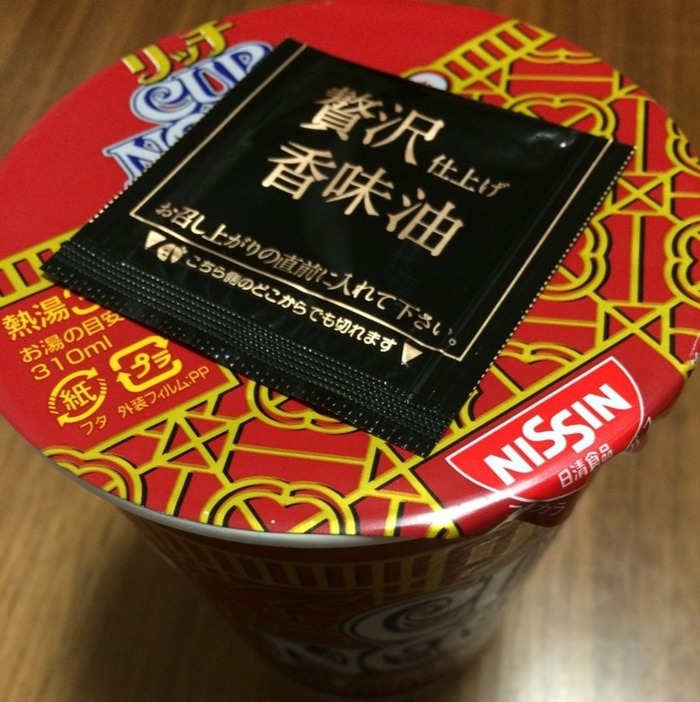 リッチ
CUP
贅沢 仕上げ
香味油
お召し上がりの直前に入れて下さい。
こちら側のどこからでも切れます
熱湯
お湯の目安
310ml
紙
フタ
プラ
外装フィルム:PP
NISSIN
日清食品